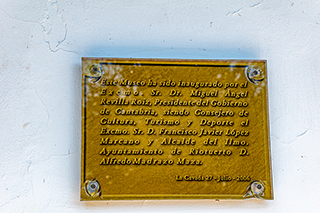 Este Museo ha sido inaugurado por el
Excmo. Sr. Dr. Miguel Ángel
Revilla Roiz, Presidente del Gobierno
de Cantabria, siendo Consejero de
Cultura, Turismo y Deporte el
Excmo. Sr. D. Francisco Javier López
Marcano y Alcalde del Ilmo.
Ayuntamiento de Riotuerto D.
Alfredo Madrazo Maza.
La Cavada 27 - Julio - 2006